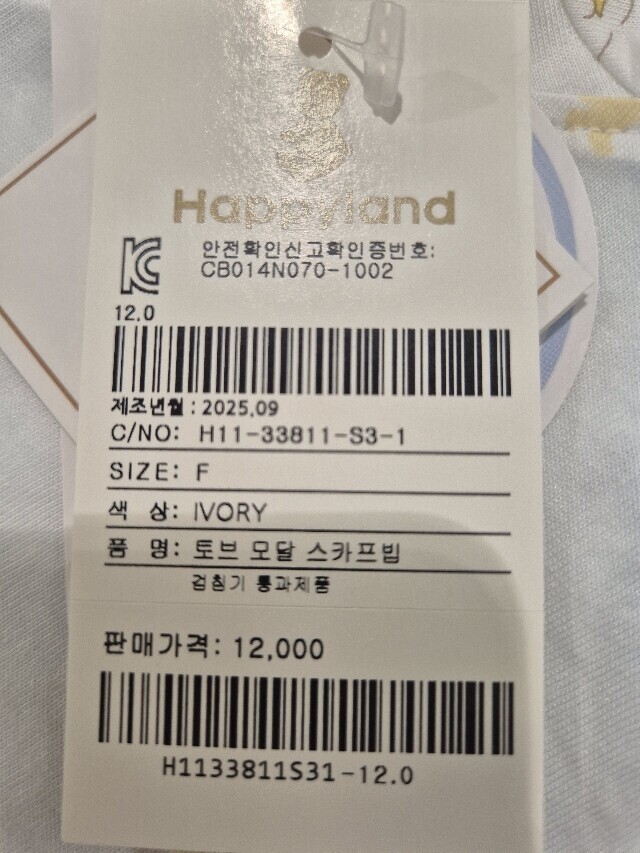 Happyland
안전확인신고확인증번호:
CB014N070-1002
12.0
제조년월 : 2025.09
C/NO: H11-33811-S3-1
SIZE: F
색 상: IVORY
품 명: 토브 모달 스카프빕
검침기 통과제품
판매가격: 12,000
H1133811S31-12.0